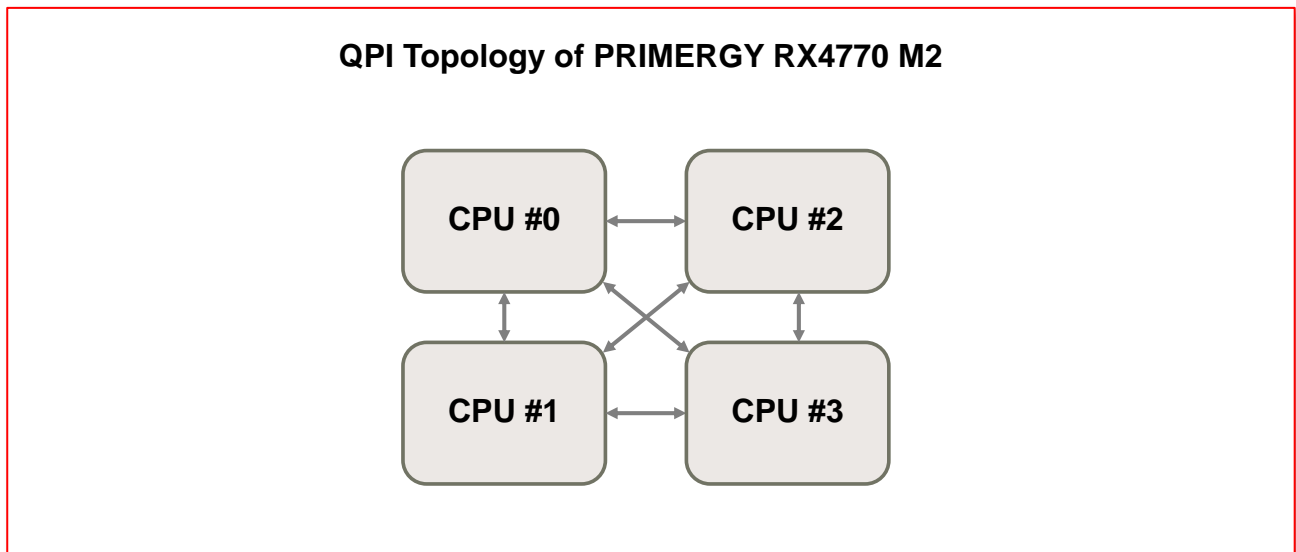 QPI Topology of PRIMERGY RX4770 M2
CPU #0
CPU #2
CPU #1
CPU #3